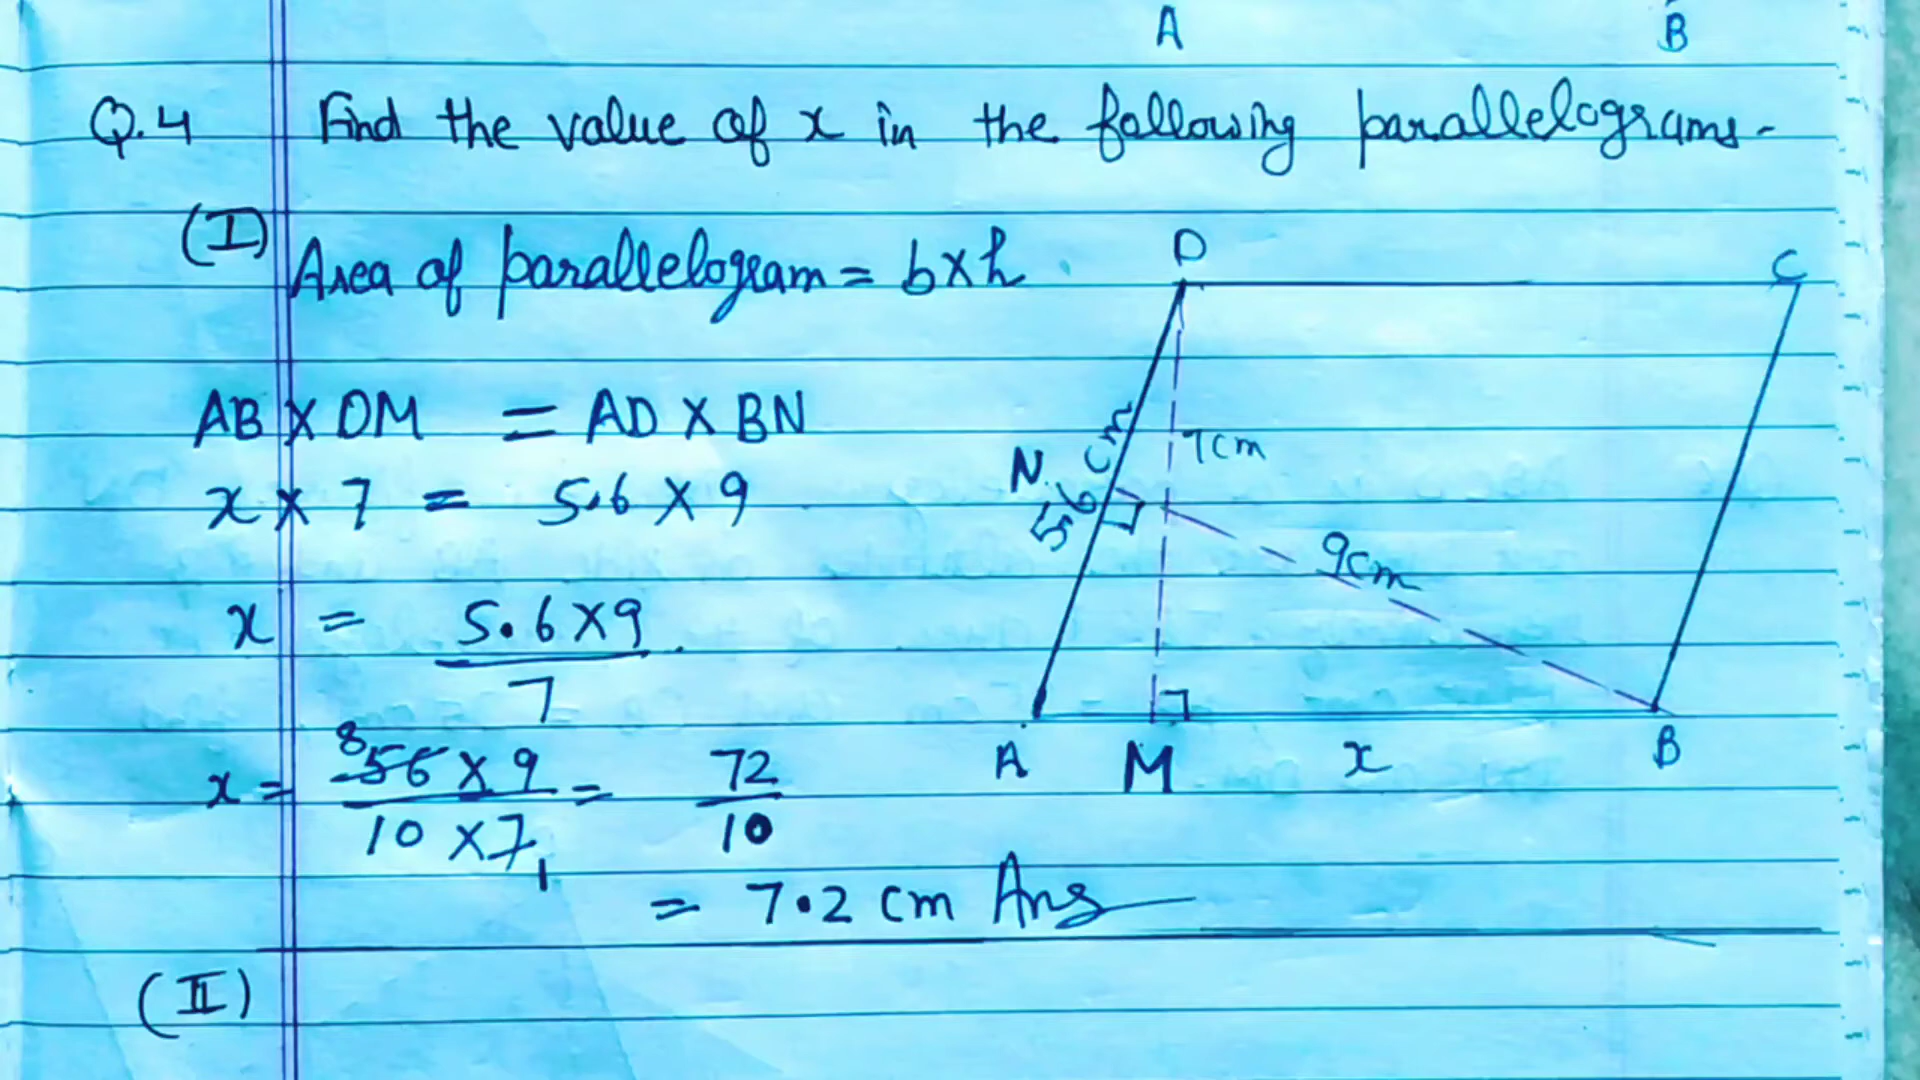 A B
Q.4 Find the value of x in the following parallelograms-
(I) Area of parallelogram = b×h
AB × DM = AD × BN
x × 7 = 5.6 × 9
x = 5.6×9
7
x = 8 56 × 9 = 72
10 × 7 1 10
= 7.2 cm Ans
(II)
D C
N 5.6 cm 7cm
9cm
A M x B